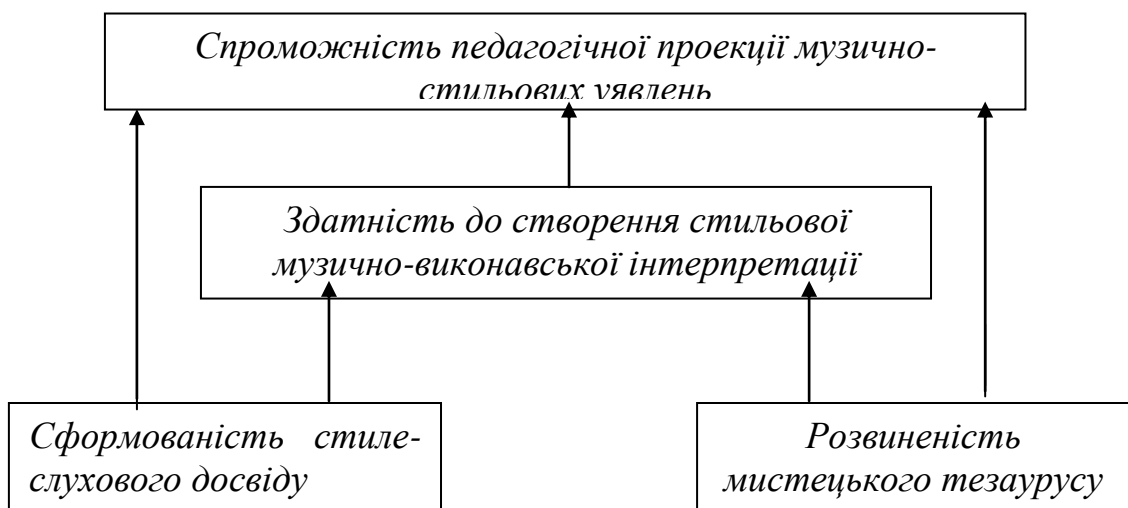 Спроможність педагогічної проекції музично-
стильових уявлень
Здатність до створення стильової
музично-виконавської інтерпретації
Сформованість стиле-
слухового досвіду
Розвиненість
мистецького тезаурусу